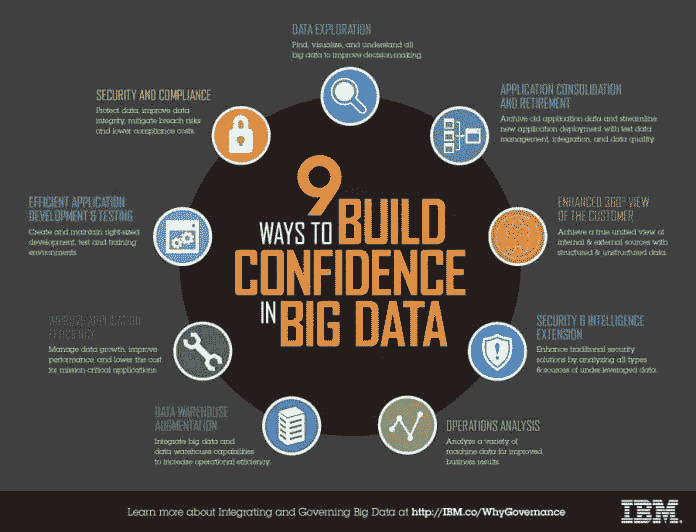 DATA EXPLORATION
Find, visualize, and understand all
big data to improve decision-making.
APPLICATION CONSOLIDATION
AND RETIREMENT
Archive old application data and streamline
new application deployment with test data
management, integration, and data quality.
ENHANCED 360° VIEW
OF THE CUSTOMER
Achieve a true unified view of
internal & external sources with
structured & unstructured data.
SECURITY & INTELLIGENCE
EXTENSION
Enhance traditional security
solutions by analyzing all types
& sources of under-leveraged data.
OPERATIONS ANALYSIS
Analyze a variety of
machine data for improved
business results.
DATA WAREHOUSE
AUGMENTATION
Integrate big data and
data warehouse capabilities
to increase operational efficiency.
IMPROVE APPLICATION
EFFICIENCY
Manage data growth, improve
performance, and lower the cost
for mission-critical applications.
EFFICIENT APPLICATION
DEVELOPMENT & TESTING
Create and maintain right-sized
development, test and training
environments.
SECURITY AND COMPLIANCE
Protect data, improve data
integrity, mitigate breach risks
and lower compliance costs.
9
WAYS TO BUILD
CONFIDENCE
IN BIG DATA
Learn more about Integrating and Governing Big Data at http://IBM.co/WhyGovernance
IBM.